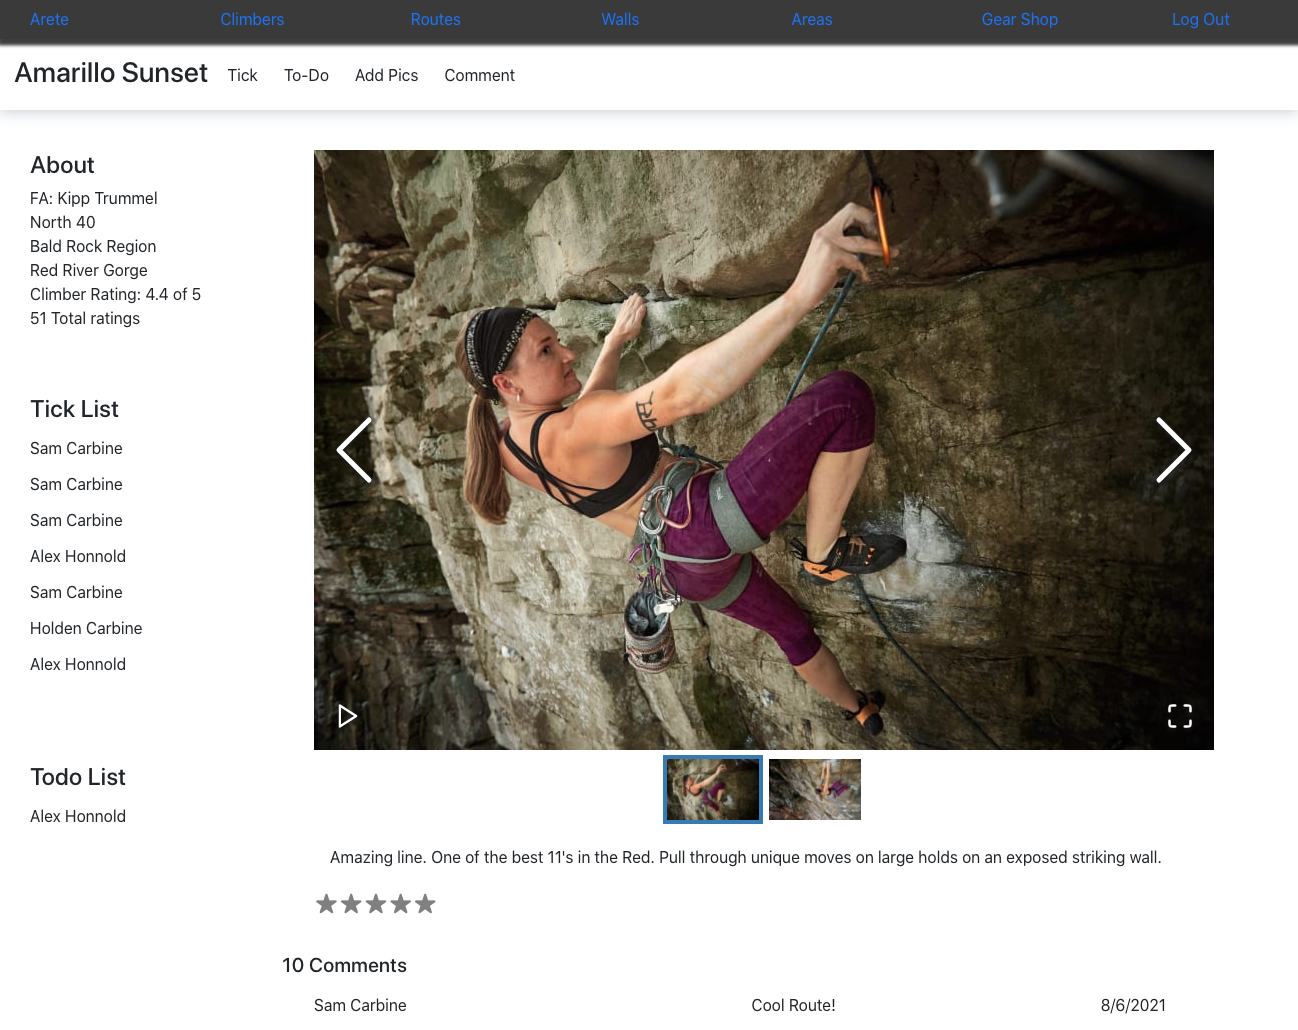 Arete Climbers Routes Walls Areas Gear Shop Log Out
Amarillo Sunset Tick To-Do Add Pics Comment
About
FA: Kipp Trummel
North 40
Bald Rock Region
Red River Gorge
Climber Rating: 4.4 of 5
51 Total ratings
Tick List
Sam Carbine
Sam Carbine
Sam Carbine
Alex Honnold
Sam Carbine
Holden Carbine
Alex Honnold
Todo List
Alex Honnold
Amazing line. One of the best 11's in the Red. Pull through unique moves on large holds on an exposed striking wall.
10 Comments
Sam Carbine Cool Route! 8/6/2021